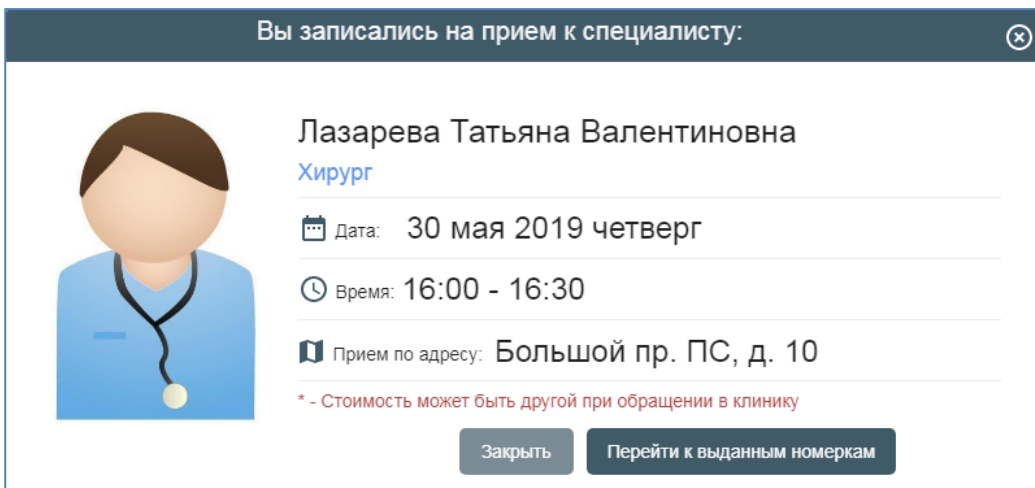 Вы записались на прием к специалисту:
Лазарева Татьяна Валентиновна
Хирург
Дата: 30 мая 2019 четверг
Время: 16:00 - 16:30
Прием по адресу: Большой пр. ПС, д. 10
* - Стоимость может быть другой при обращении в клинику
Закрыть Перейти к выданным номеркам